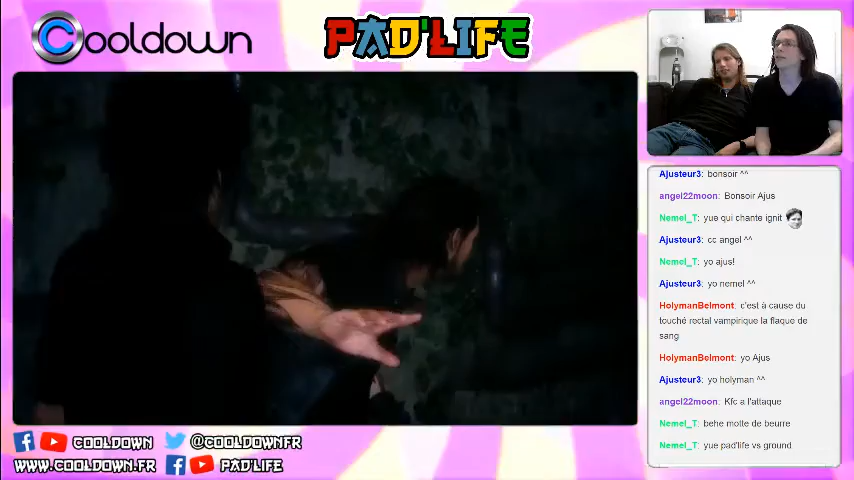 Cooldown
PAD'LIFE
Ajusteur3: bonsoir ^^
angel22moon: Bonsoir Ajus
Nemel_T: yue qui chante ignit
Ajusteur3: cc angel ^^
Nemel_T: yo ajus!
Ajusteur3: yo nemel ^^
HolymanBelmont: c'est à cause du
touché rectal vampirique la flaque de
sang
HolymanBelmont: yo Ajus
Ajusteur3: yo holyman ^^
angel22moon: Kfc a l'attaque
Nemel_T: behe motte de beurre
Nemel_T: yue pad'life vs ground
COOLDOWN @COOLDOWNFR
WWW.COOLDOWN.FR PAD'LIFE